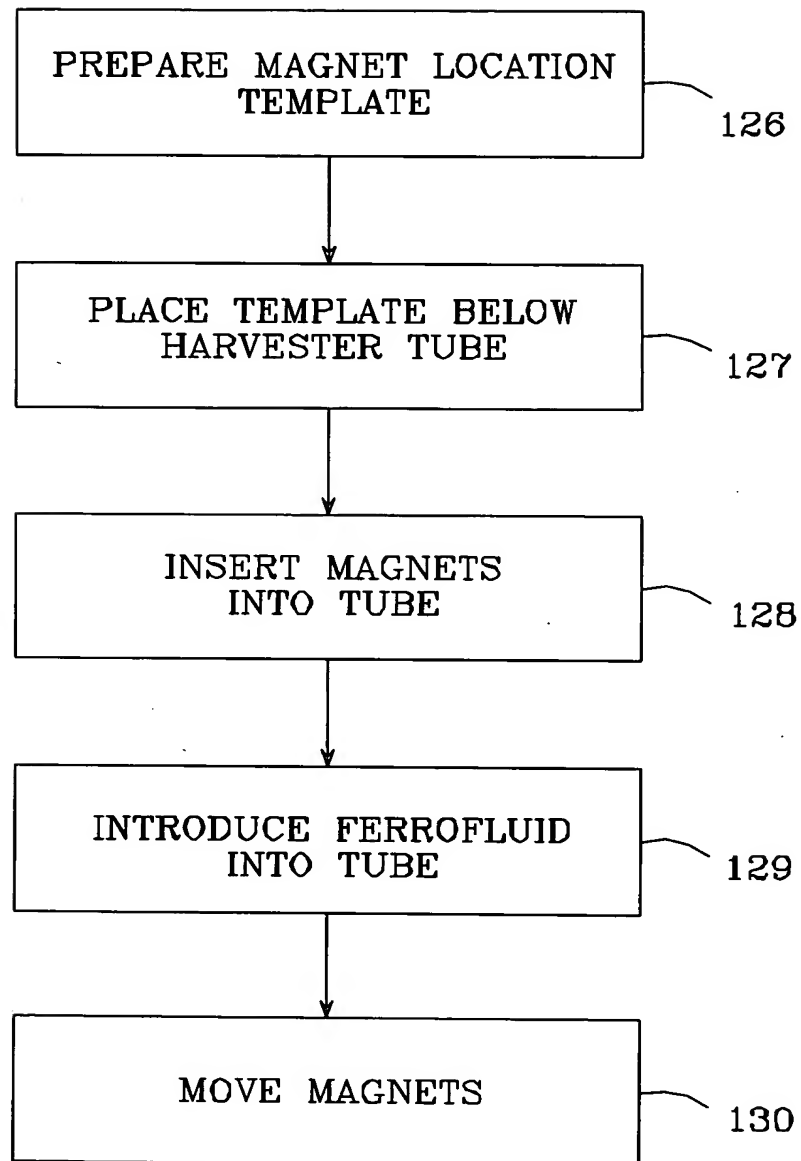 PREPARE MAGNET LOCATION
TEMPLATE
126
PLACE TEMPLATE BELOW
HARVESTER TUBE
127
INSERT MAGNETS
INTO TUBE
128
INTRODUCE FERROFLUID
INTO TUBE
129
MOVE MAGNETS
130